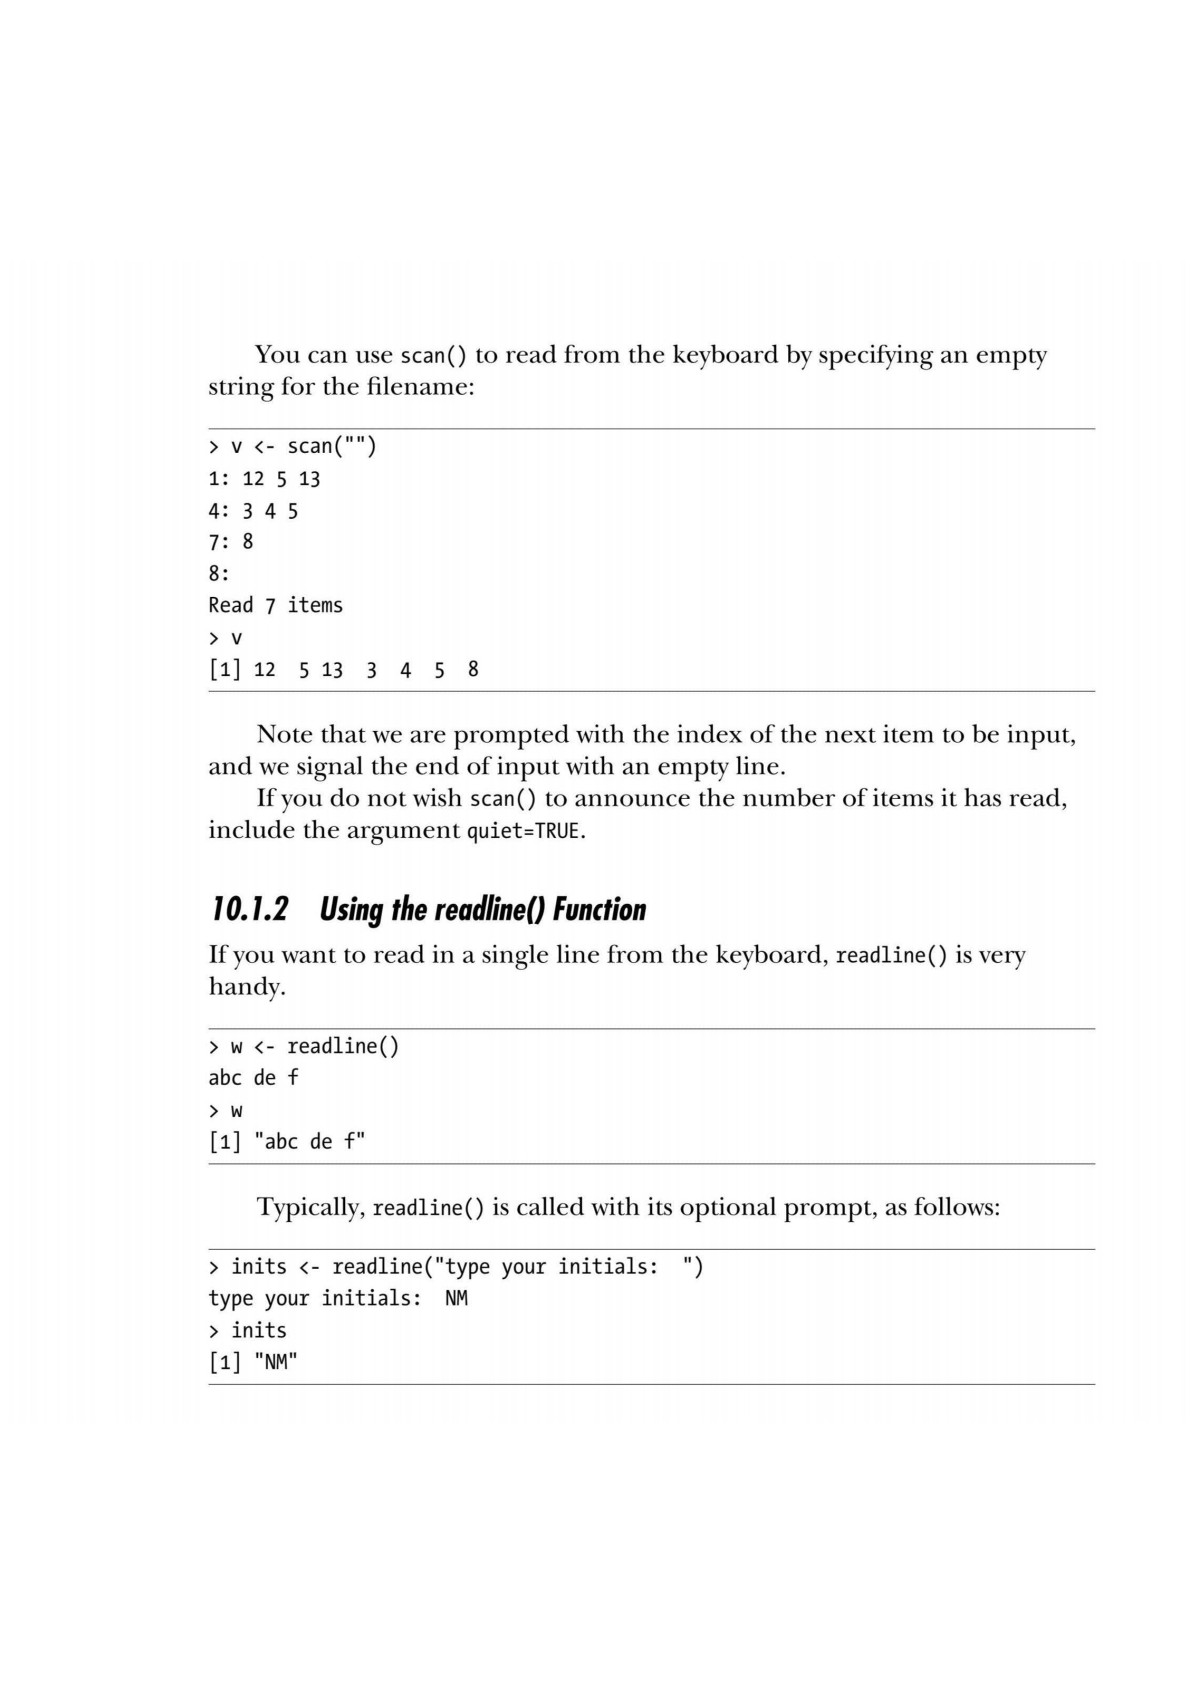 You can use scan() to read from the keyboard by specifying an empty
string for the filename:
> v <- scan("")
1: 12 5 13
4: 3 4 5
7: 8
8:
Read 7 items
> v
[1] 12  5 13  3  4  5  8
Note that we are prompted with the index of the next item to be input,
and we signal the end of input with an empty line.
If you do not wish scan() to announce the number of items it has read,
include the argument quiet=TRUE.
10.1.2 Using the readline() Function
If you want to read in a single line from the keyboard, readline() is very
handy.
> w <- readline()
abc de f
> w
[1] "abc de f"
Typically, readline() is called with its optional prompt, as follows:
> inits <- readline("type your initials:  ")
type your initials:  NM
> inits
[1] "NM"